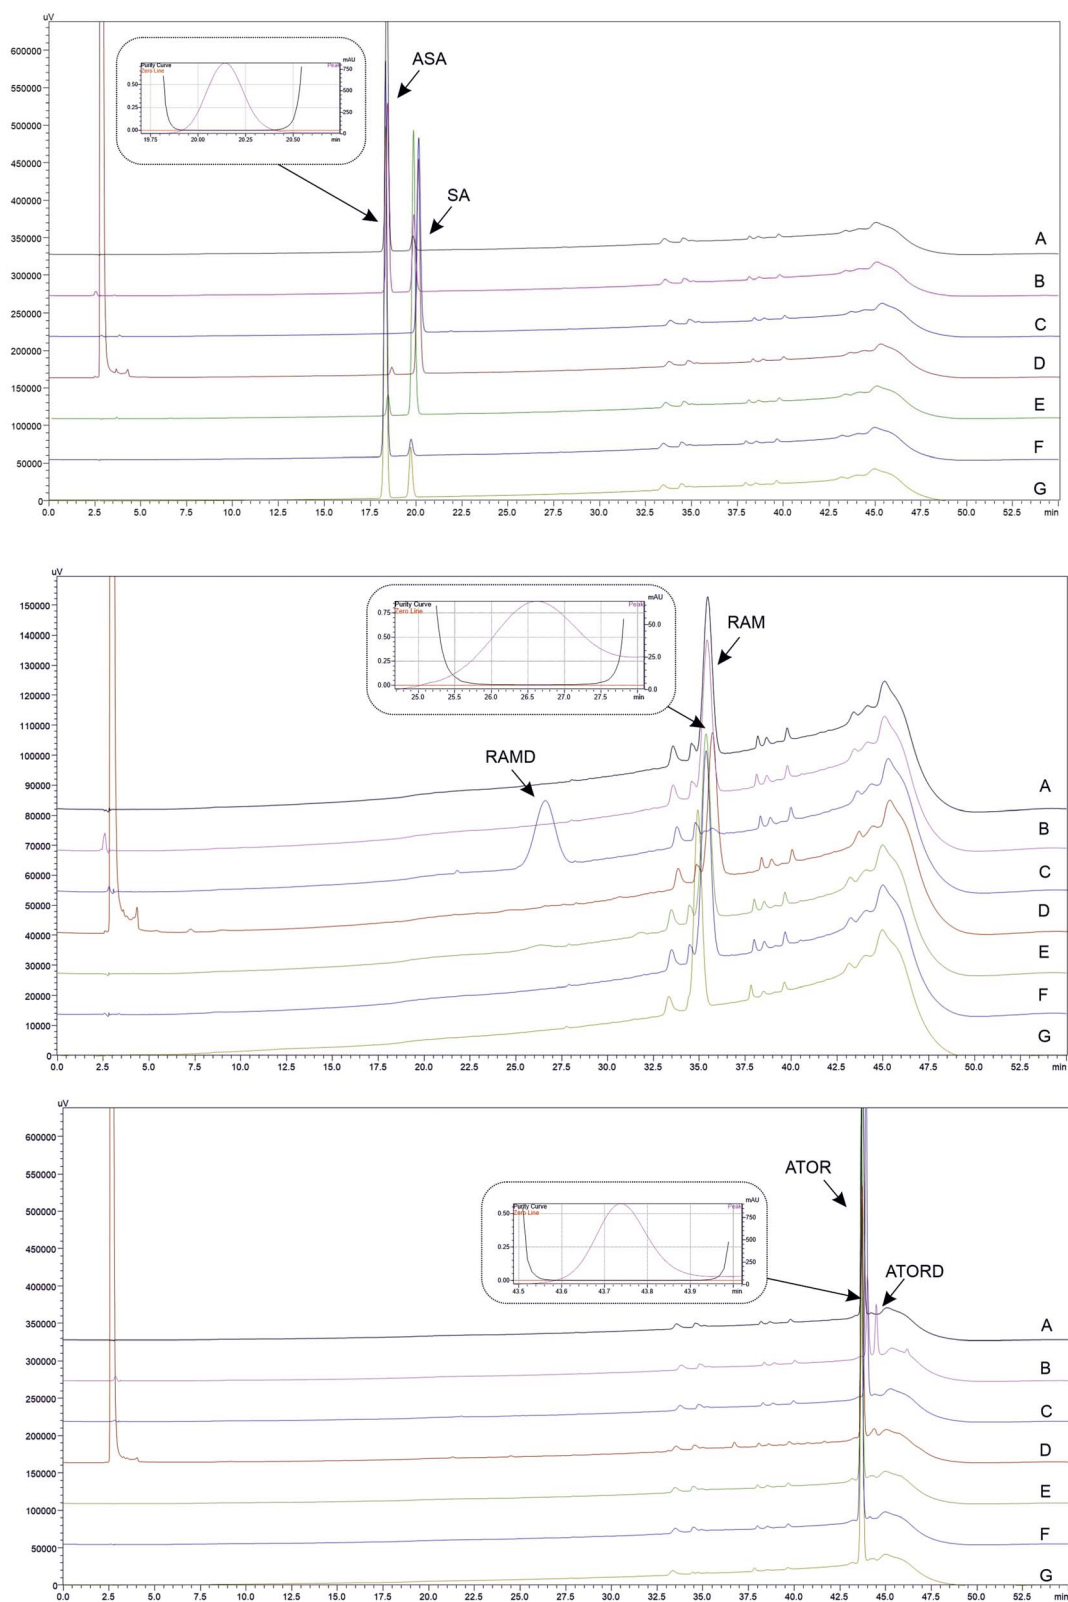 uV
600000
550000
500000
450000
400000
350000
300000
250000
200000
150000
100000
50000
0
0.0 2.5 5.0 7.5 10.0 12.5 15.0 17.5 20.0 22.5 25.0 27.5 30.0 32.5 35.0 37.5 40.0 42.5 45.0 47.5 50.0 min
Purity Curve
Zero Line
Peak
mAU
0.50
0.25
0.00
750
500
250
0
19.75 20.00 20.25 20.50 min
ASA
SA
A
B
C
D
E
F
G
uV
150000
140000
130000
120000
110000
100000
90000
80000
70000
60000
50000
40000
30000
20000
10000
0
0.0 2.5 5.0 7.5 10.0 12.5 15.0 17.5 20.0 22.5 25.0 27.5 30.0 32.5 35.0 37.5 40.0 42.5 45.0 47.5 50.0 52.5 min
Purity Curve
Zero Line
Peak
mAU
0.75
0.50
0.25
0.00
50.0
25.0
0.0
25.0 25.5 26.0 26.5 27.0 27.5 min
RAM
RAMD
A
B
C
D
E
F
G
uV
600000
550000
500000
450000
400000
350000
300000
250000
200000
150000
100000
50000
0
0.0 2.5 5.0 7.5 10.0 12.5 15.0 17.5 20.0 22.5 25.0 27.5 30.0 32.5 35.0 37.5 40.0 42.5 45.0 47.5 50.0 52.5 min
Purity Curve
Zero Line
Peak
mAU
0.50
0.25
0.00
750
500
250
0
43.5 43.6 43.7 43.8 43.9 min
ATOR
ATORD
A
B
C
D
E
F
G